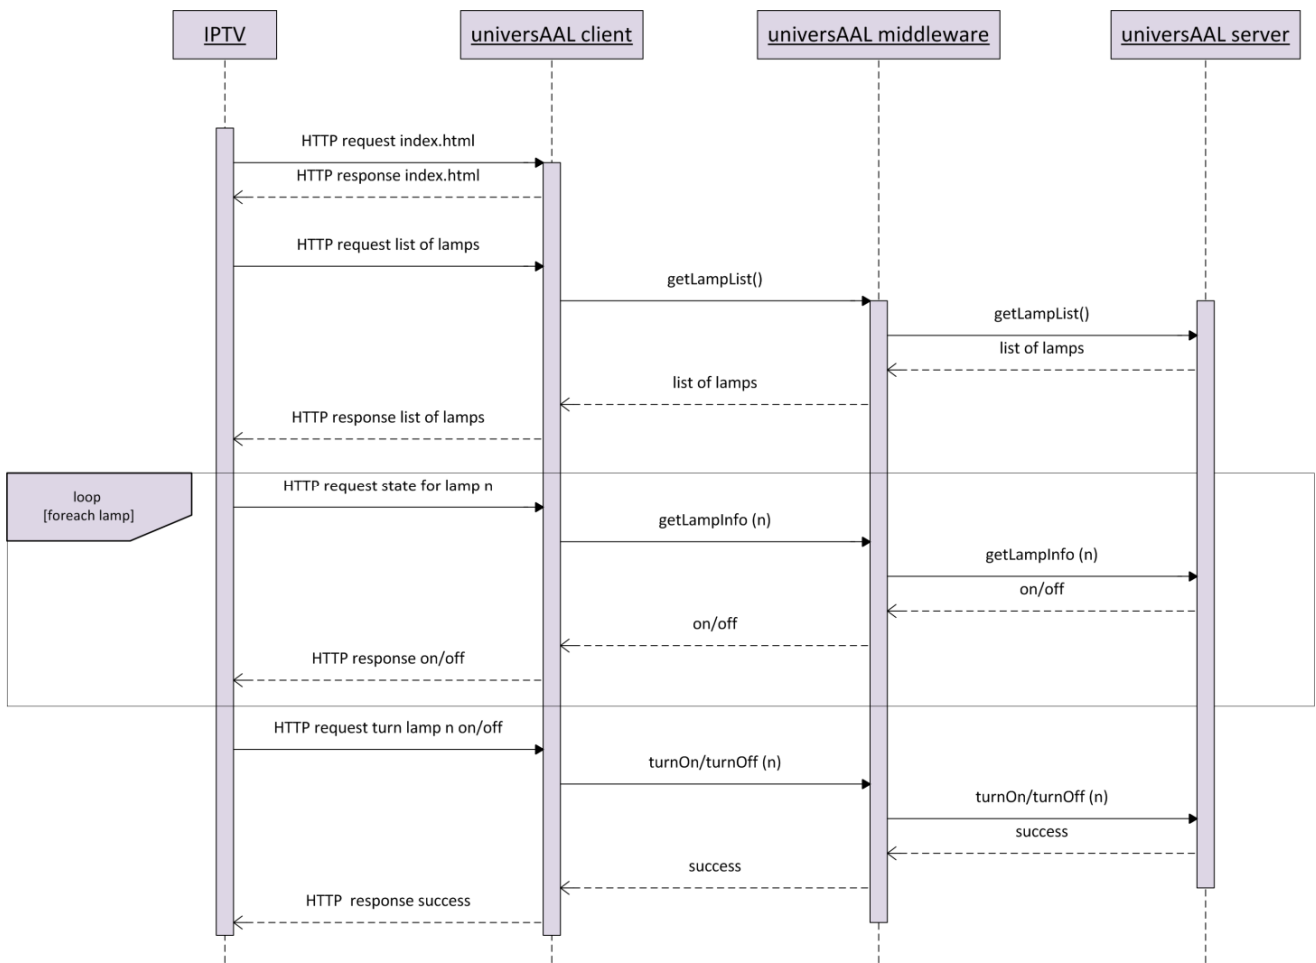 IPTV
universAAL client
universAAL middleware
universAAL server
HTTP request index.html
HTTP response index.html
HTTP request list of lamps
getLampList()
getLampList()
list of lamps
list of lamps
HTTP response list of lamps
loop
[foreach lamp]
HTTP request state for lamp n
getLampInfo (n)
getLampInfo (n)
on/off
on/off
HTTP response on/off
HTTP request turn lamp n on/off
turnOn/turnOff (n)
turnOn/turnOff (n)
success
success
HTTP  response success